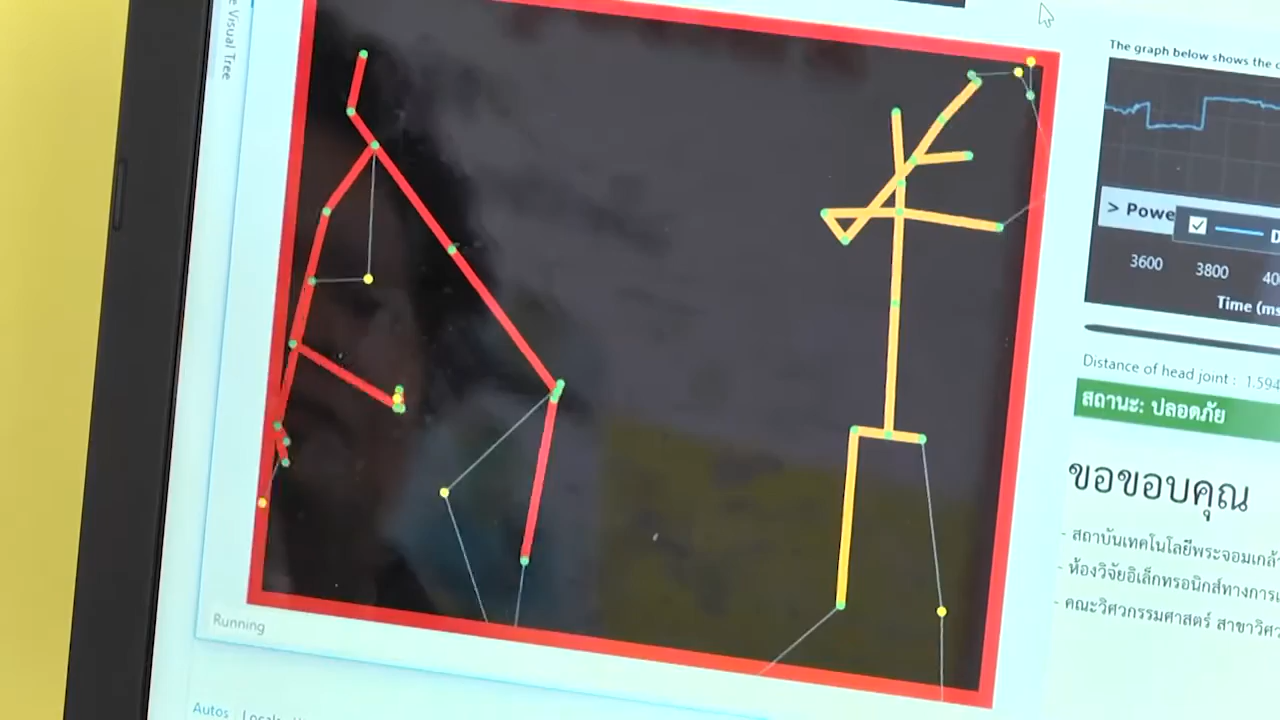 e Visual Tree
The graph below shows the
> Powe
3600 3800
Time (ms
Distance of head joint : 1.594
สถานะ: ปลอดภัย
ขอขอบคุณ
- สถาบันเทคโนโลยีพระจอมเกล้า
- ห้องวิจัยอิเล็กทรอนิกส์ทางการ
- คณะวิศวกรรมศาสตร์ สาขาวิศว
Running
Autos